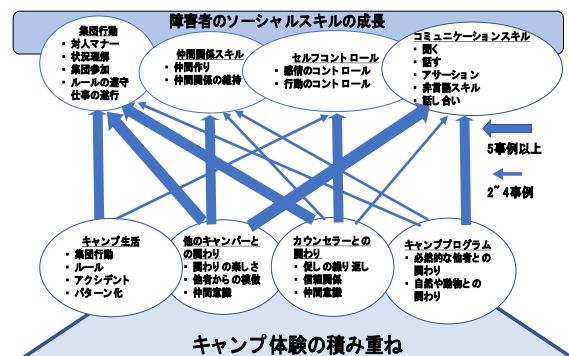 障害者のソーシャルスキルの成長
集団行動
・ 対人マナー
・ 状況理解
・ 集団参加
・ ルールの遵守
仕事の遂行
仲間関係スキル
・ 仲間作り
・ 仲間関係の維持
セルフコントロール
・ 感情のコントロール
・ 行動のコントロール
コミュニケーションスキル
・ 聞く
・ 話す
・ アサーション
・ 非言語スキル
・ 話し合い
5事例以上
2~4事例
キャンプ生活
・ 集団行動
・ ルール
・ アクシデント
・ パターン化
他のキャンパーと
の関わり
・ 関わりの楽しさ
・ 他者からの模倣
・ 仲間意識
カウンセラーとの
関わり
・ 促しの繰り返し
・ 信頼関係
・ 仲間意識
キャンププログラム
・ 必然的な他者との
関わり
・ 自然や動物との
関わり
キャンプ体験の積み重ね